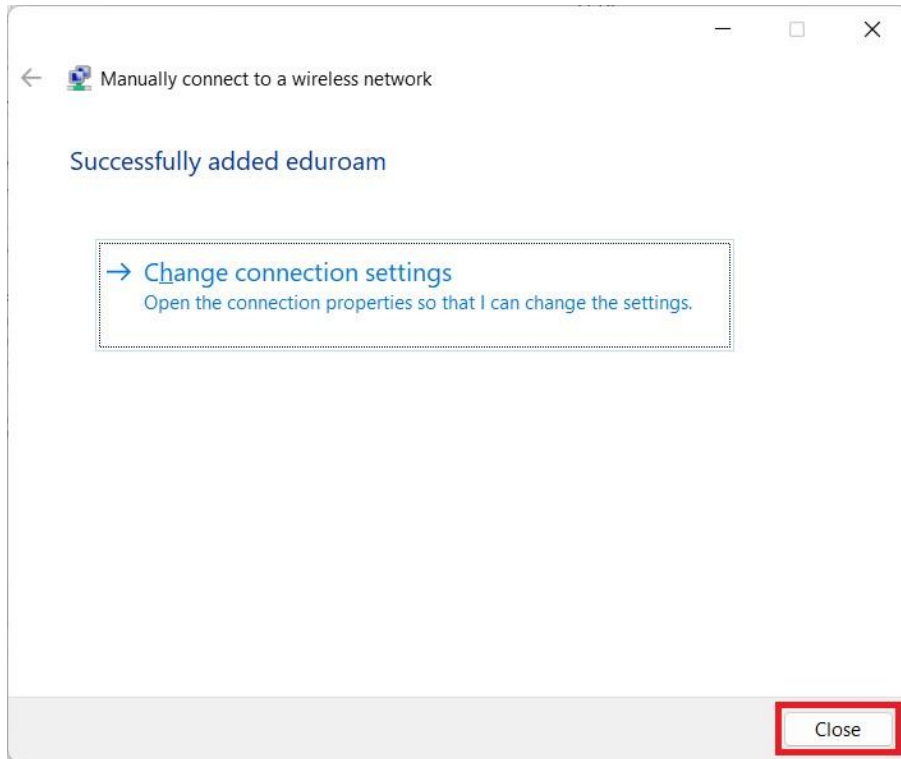 Manually connect to a wireless network
Successfully added eduroam
Change connection settings
Open the connection properties so that I can change the settings.
Close